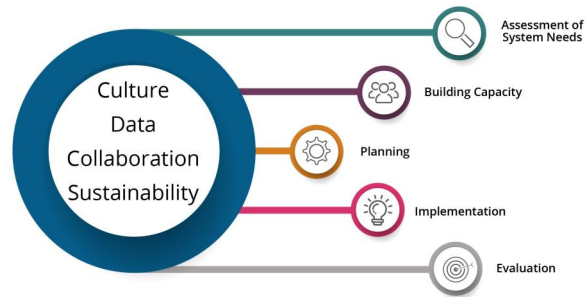 Culture
Data
Collaboration
Sustainability
Assessment of
System Needs
Building Capacity
Planning
Implementation
Evaluation